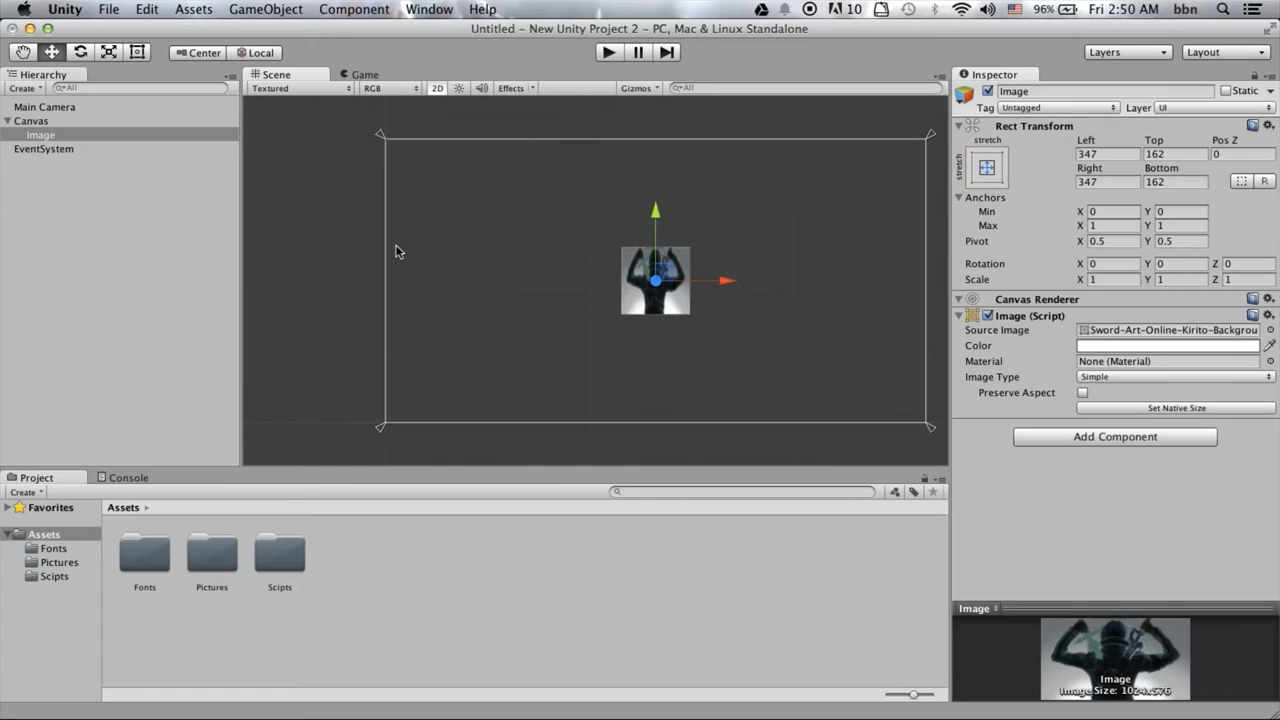 Unity File Edit Assets GameObject Component Window Help 10 96% Fri 2:50 AM bbn
Untitled - New Unity Project 2 - PC, Mac & Linux Standalone
Center Local Layers Layout
Hierarchy
Create All
Main Camera
Canvas
Image
EventSystem
Scene Game
Textured RGB 2D Effects Gizmos All
Inspector
Image Static
Tag Untagged Layer UI
Rect Transform
stretch Left Top Pos Z
stretch 347 162 0
Right Bottom
347 162 R
Anchors
Min X 0 Y 0
Max X 1 Y 1
Pivot X 0.5 Y 0.5
Rotation X 0 Y 0 Z 0
Scale X 1 Y 1 Z 1
Canvas Renderer
Image (Script)
Source Image Sword-Art-Online-Kirito-Backgrou
Color
Material None (Material)
Image Type Simple
Preserve Aspect
Set Native Size
Add Component
Project Console
Create
Favorites
Assets
Fonts
Pictures
Scipts
Assets
Fonts Pictures Scipts
Image
Image
Image Size: 1024x576